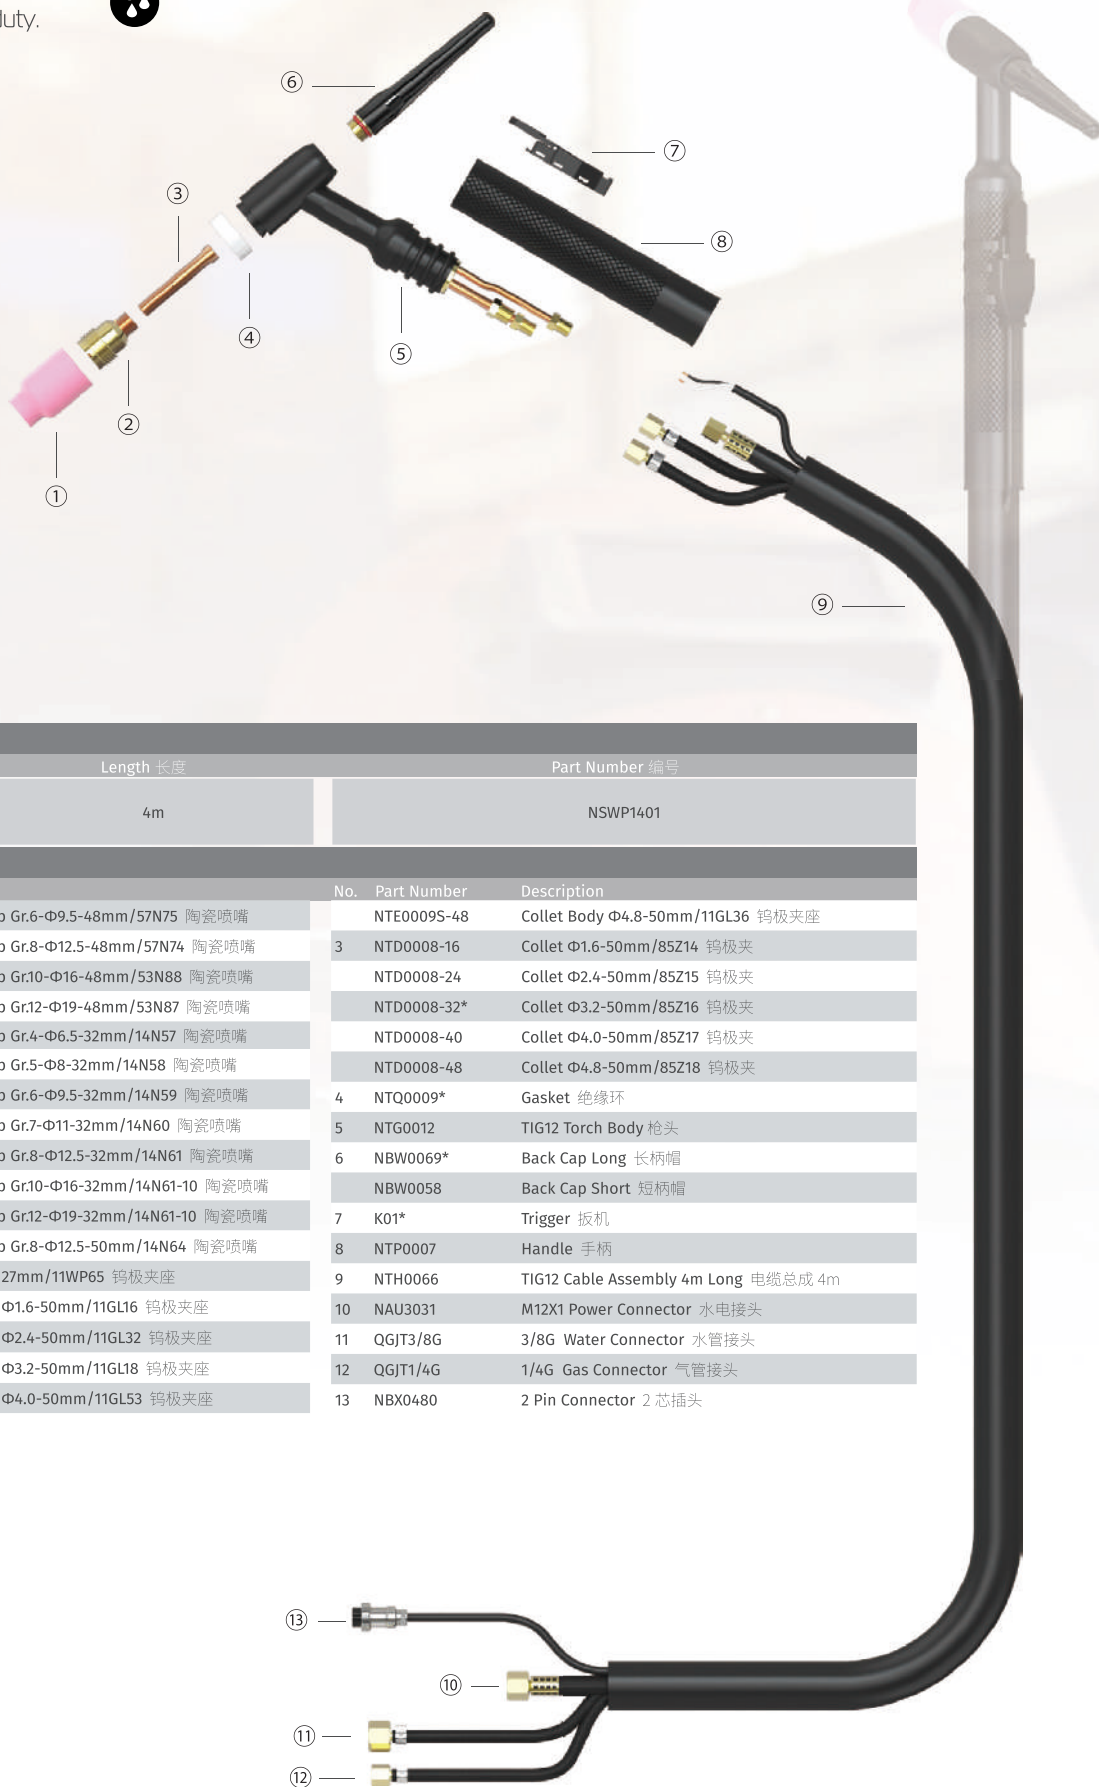 duty.
⑥
⑦
③
⑧
④
⑤
②
①
⑨
Length 长度
Part Number 编号
4m
NSWP1401
Gr.6-Φ9.5-48mm/57N75 陶瓷喷嘴
Gr.8-Φ12.5-48mm/57N74 陶瓷喷嘴
Gr.10-Φ16-48mm/53N88 陶瓷喷嘴
Gr.12-Φ19-48mm/53N87 陶瓷喷嘴
Gr.4-Φ6.5-32mm/14N57 陶瓷喷嘴
Gr.5-Φ8-32mm/14N58 陶瓷喷嘴
Gr.6-Φ9.5-32mm/14N59 陶瓷喷嘴
Gr.7-Φ11-32mm/14N60 陶瓷喷嘴
Gr.8-Φ12.5-32mm/14N61 陶瓷喷嘴
Gr.10-Φ16-32mm/14N61-10 陶瓷喷嘴
Gr.12-Φ19-32mm/14N61-10 陶瓷喷嘴
Gr.8-Φ12.5-50mm/14N64 陶瓷喷嘴
27mm/11WP65 钨极夹座
Φ1.6-50mm/11GL16 钨极夹座
Φ2.4-50mm/11GL32 钨极夹座
Φ3.2-50mm/11GL18 钨极夹座
Φ4.0-50mm/11GL53 钨极夹座
No. Part Number Description
NTE0009S-48 Collet Body Φ4.8-50mm/11GL36 钨极夹座
3 NTD0008-16 Collet Φ1.6-50mm/85Z14 钨极夹
NTD0008-24 Collet Φ2.4-50mm/85Z15 钨极夹
NTD0008-32* Collet Φ3.2-50mm/85Z16 钨极夹
NTD0008-40 Collet Φ4.0-50mm/85Z17 钨极夹
NTD0008-48 Collet Φ4.8-50mm/85Z18 钨极夹
4 NTQ0009* Gasket 绝缘环
5 NTG0012 TIG12 Torch Body 枪头
6 NBW0069* Back Cap Long 长柄帽
NBW0058 Back Cap Short 短柄帽
7 K01* Trigger 扳机
8 NTP0007 Handle 手柄
9 NTH0066 TIG12 Cable Assembly 4m Long 电缆总成 4m
10 NAU3031 M12X1 Power Connector 水电接头
11 QGJT3/8G 3/8G Water Connector 水管接头
12 QGJT1/4G 1/4G Gas Connector 气管接头
13 NBX0480 2 Pin Connector 2 芯插头
⑬
⑩
⑪
⑫